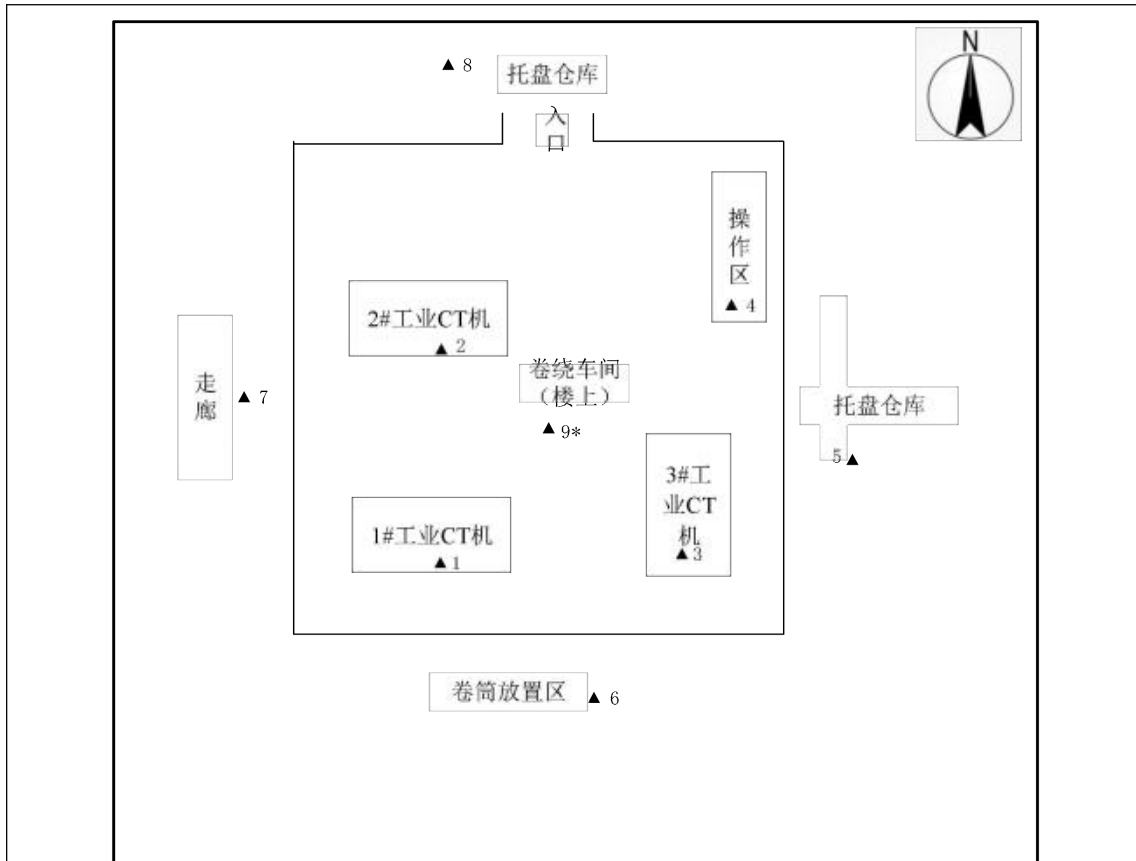 N
▲ 8
托盘仓库
入
口
操
作
区
▲ 4
2#工业CT机
▲ 2
卷绕车间
（楼上）
▲ 9*
走
廊
▲ 7
托盘仓库
5▲
3#工
业CT
机
▲3
1#工业CT机
▲ 1
卷筒放置区
▲ 6